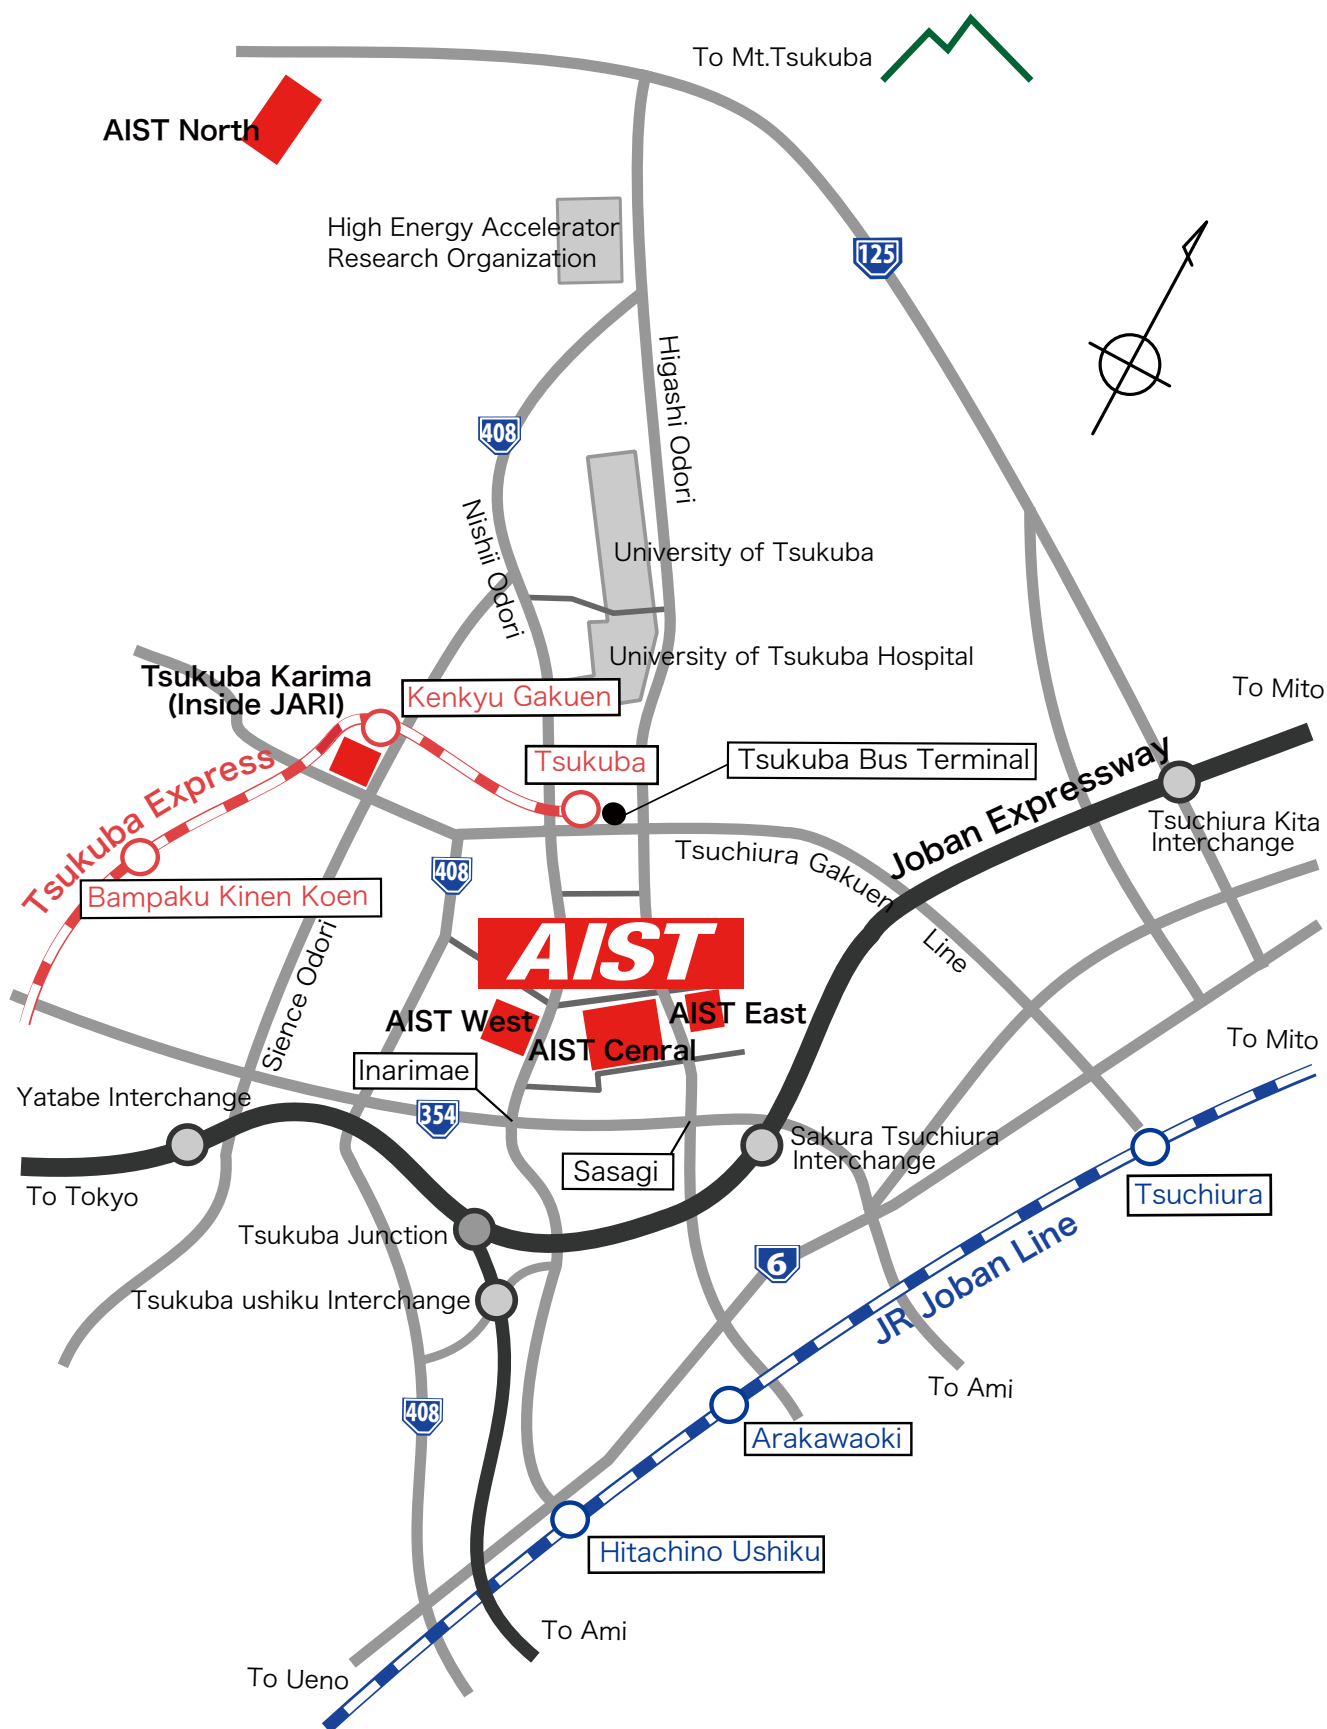 To Mt.Tsukuba
AIST North
High Energy Accelerator
Research Organization
125
Higashi Odori
408
Nishii Odori
University of Tsukuba
University of Tsukuba Hospital
Tsukuba Karima
(Inside JARI)
Kenkyu Gakuen
To Mito
Tsukuba
Tsukuba Bus Terminal
Tsukuba Express
Joban Expressway
Tsuchiura Kita
Interchange
Tsuchiura Gakuen
Line
408
Bampaku Kinen Koen
AIST
Sience Odori
AIST West
AIST East
AIST Cenral
To Mito
Inarimae
Yatabe Interchange
354
Sakura Tsuchiura
Interchange
Sasagi
To Tokyo
Tsuchiura
Tsukuba Junction
6
JR Joban Line
Tsukuba ushiku Interchange
To Ami
408
Arakawaoki
Hitachino Ushiku
To Ami
To Ueno